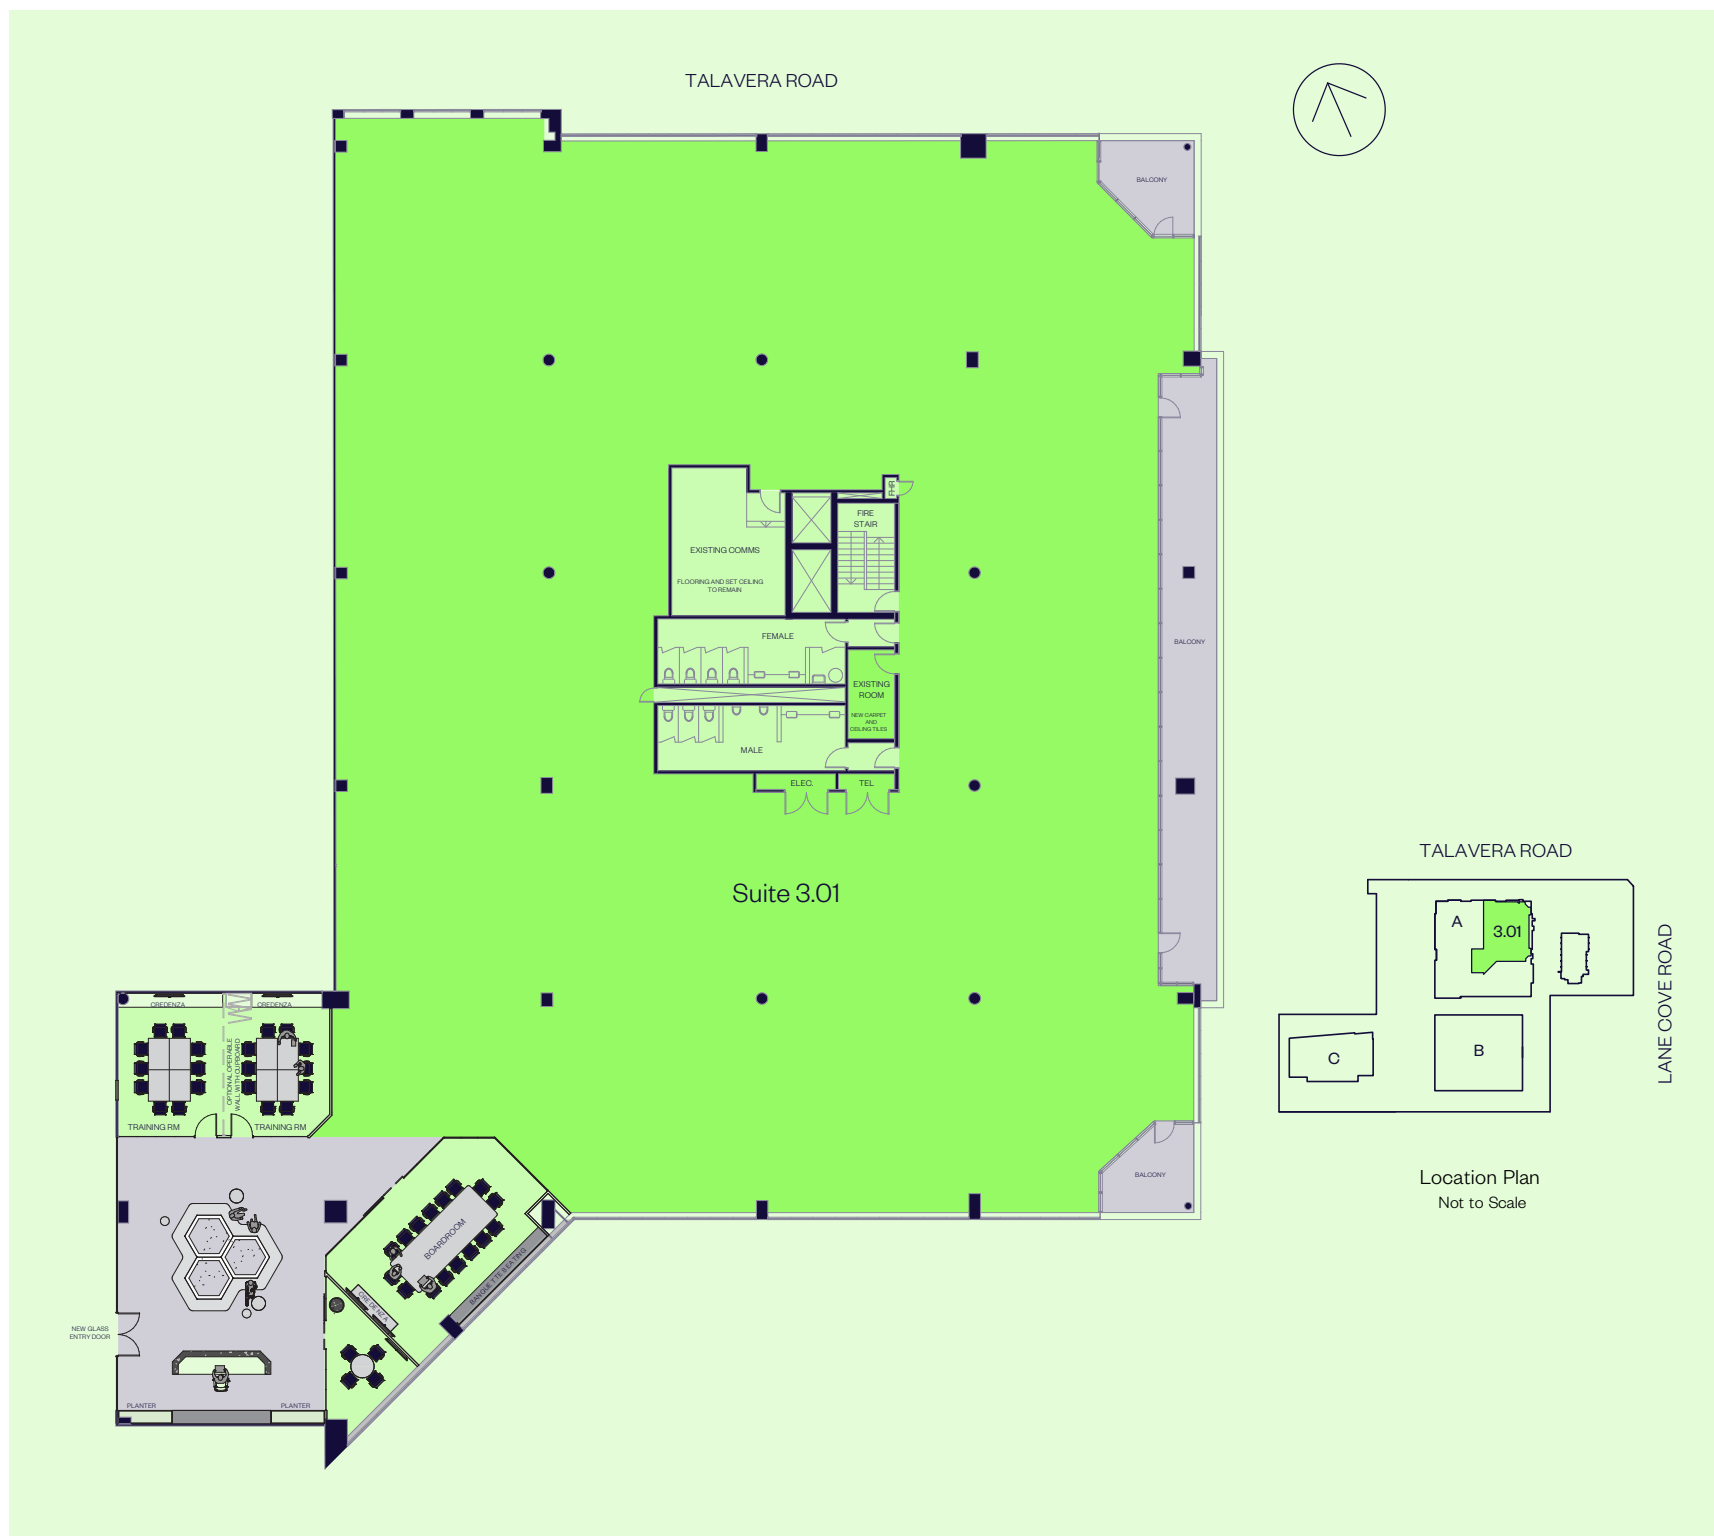 TALAVERA ROAD
BALCONY
FHR
FIRE
STAIR
EXISTING COMMS
FLOORING AND SET CEILING
TO REMAIN
FEMALE
BALCONY
EXISTING
ROOM
NEW CARPET
AND
CEILING TILES
MALE
ELEC.
TEL
Suite 3.01
TALAVERA ROAD
A
3.01
LANE COVE ROAD
B
C
Location Plan
Not to Scale
CREDENZA
CREDENZA
OPTIONAL OPERABLE
WALL WITH CUPBOARD
TRAINING RM
TRAINING RM
BALCONY
BOARDROOM
BANQUETTE SEATING
CREDENZA
NEW GLASS
ENTRY DOOR
PLANTER
PLANTER